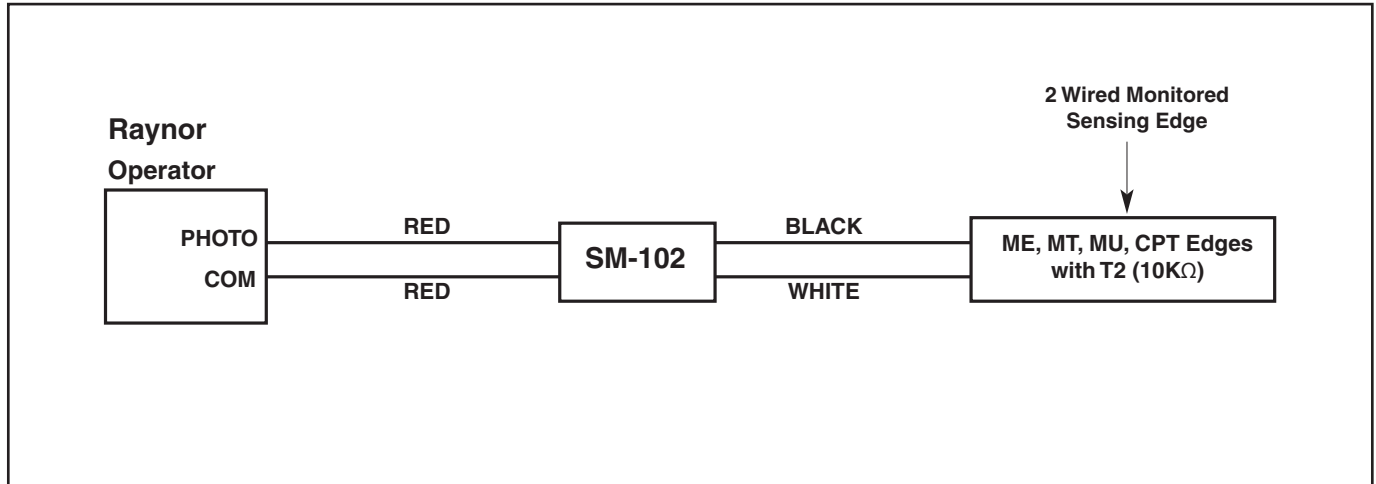 2 Wired Monitored
Sensing Edge
Raynor
Operator
PHOTO
COM
RED
RED
SM-102
BLACK
WHITE
ME, MT, MU, CPT Edges
with T2 (10KΩ)